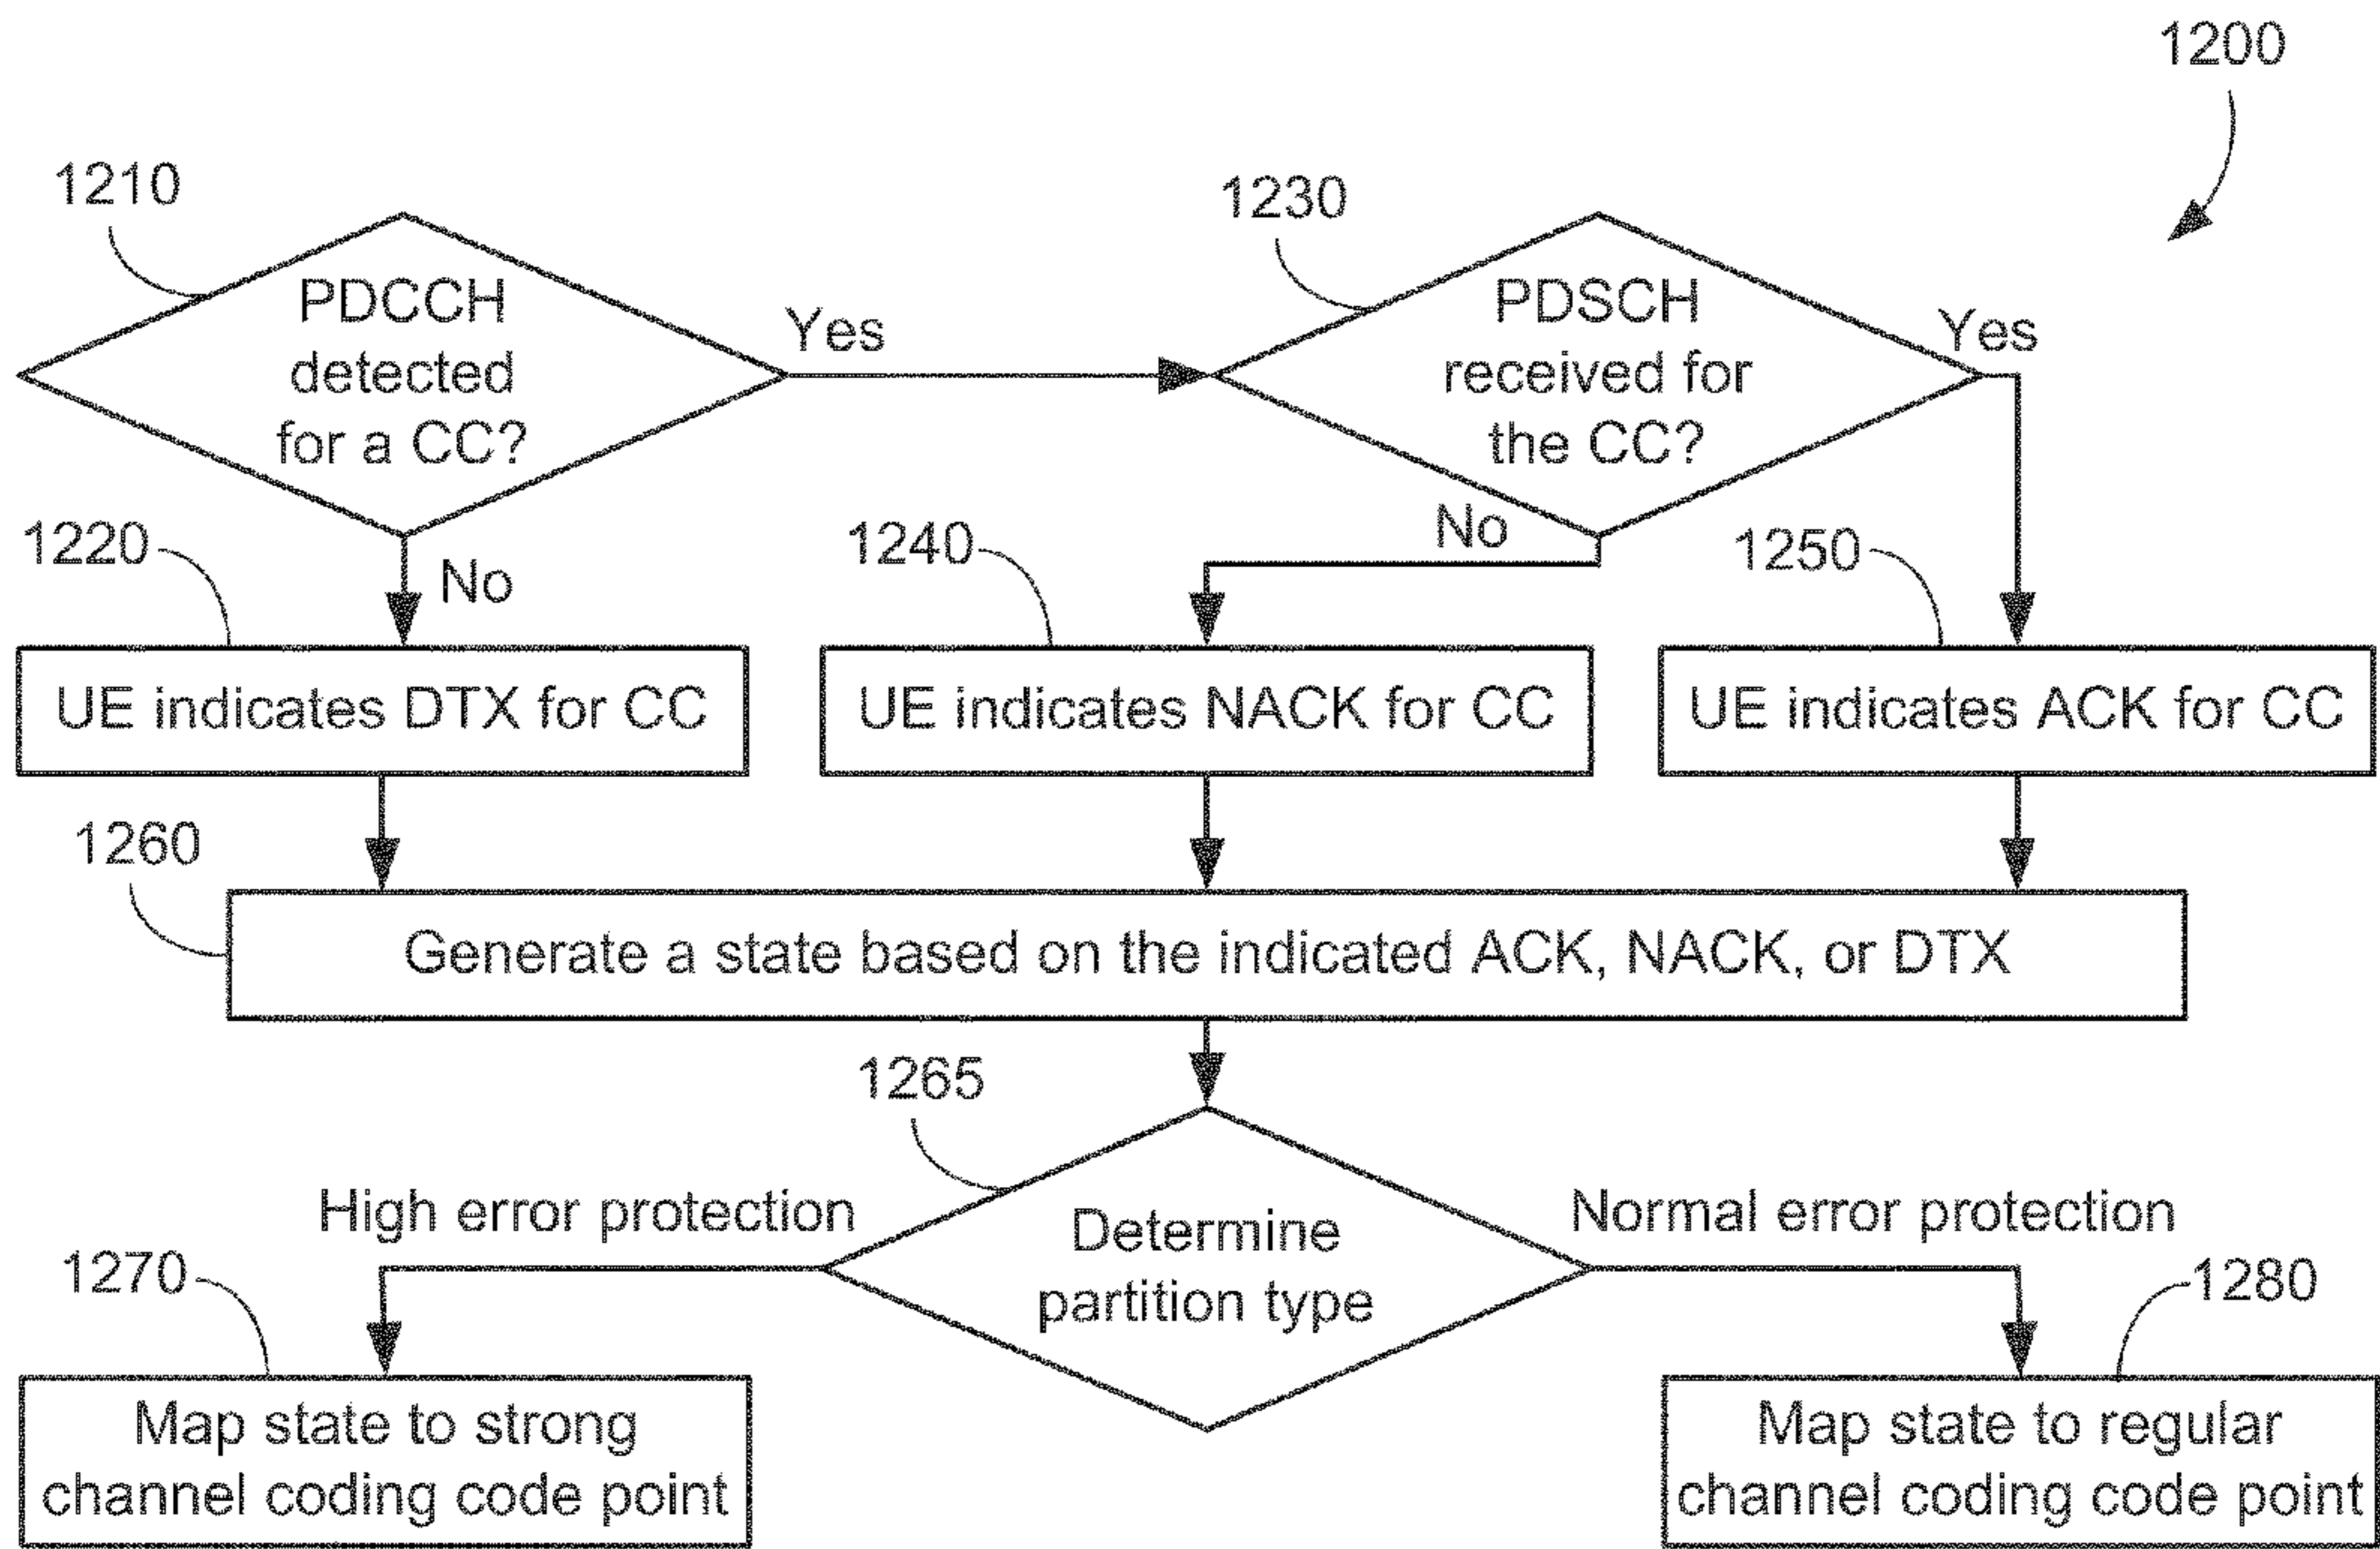 1200
1210
PDCCH
detected
for a CC?
Yes
1230
PDSCH
received for
the CC?
Yes
1220
No
1240
No
1250
UE indicates DTX for CC
UE indicates NACK for CC
UE indicates ACK for CC
1260
Generate a state based on the indicated ACK, NACK, or DTX
1265
High error protection
Determine
partition type
Normal error protection
1270
1280
Map state to strong
channel coding code point
Map state to regular
channel coding code point